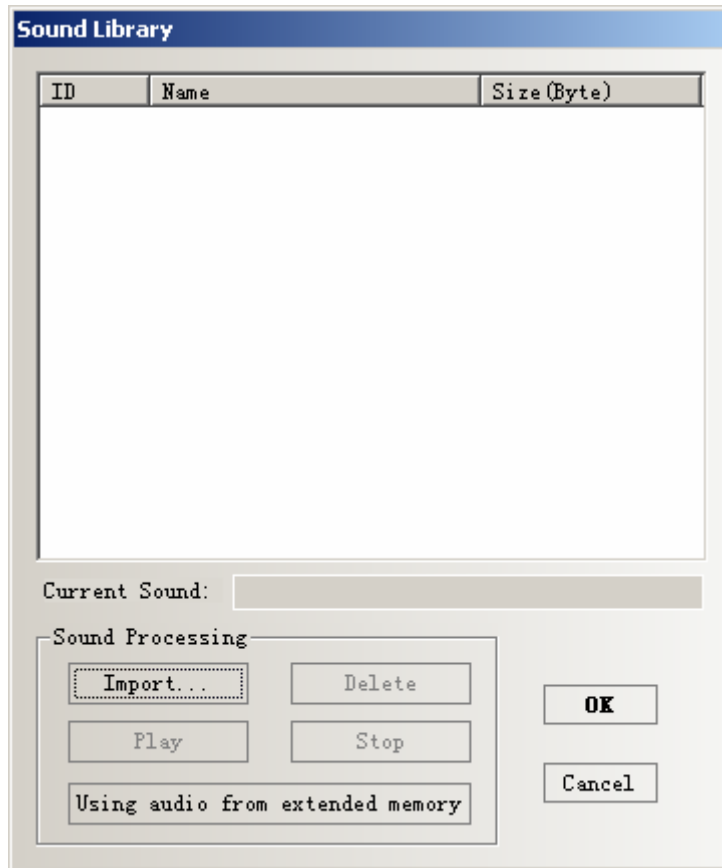 Sound Library
ID Name Size(Byte)
Current Sound:
Sound Processing
Import... Delete
Play Stop
Using audio from extended memory
OK
Cancel